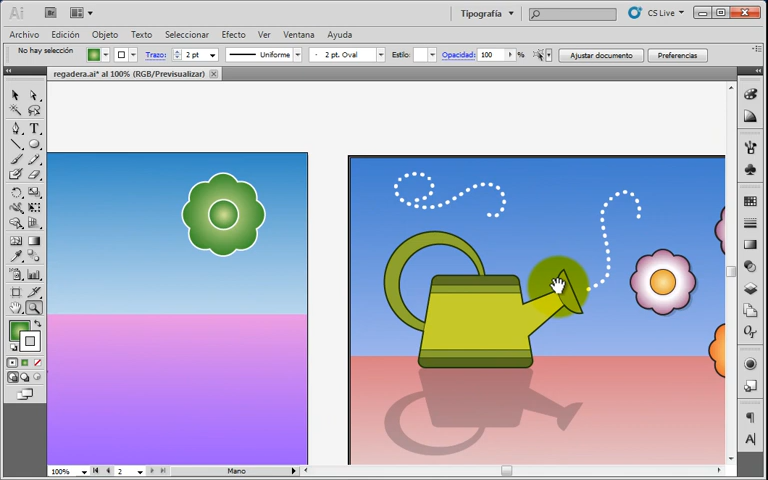 Ai Br Tipografía CS Live
Archivo Edición Objeto Texto Seleccionar Efecto Ver Ventana Ayuda
No hay selección Trazo: 2 pt Uniforme 2 pt. Oval Estilo: Opacidad: 100 % Ajustar documento Preferencias
regadera.ai* al 100% (RGB/Previsualizar)
100% 2 Mano